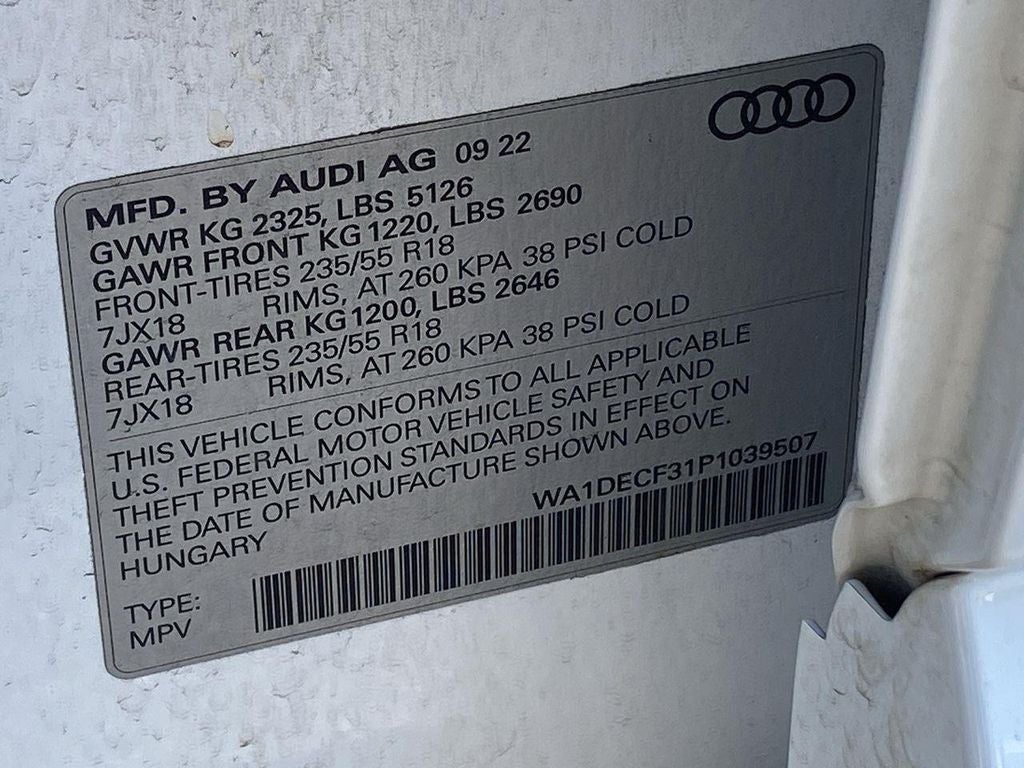 MFD. BY AUDI AG 09 22
GVWR KG 2325, LBS 5126
GAWR FRONT KG 1220, LBS 2690
FRONT-TIRES 235/55 R18
7JX18 RIMS, AT 260 KPA 38 PSI COLD
GAWR REAR KG 1200, LBS 2646
REAR-TIRES 235/55 R18
7JX18 RIMS, AT 260 KPA 38 PSI COLD
THIS VEHICLE CONFORMS TO ALL APPLICABLE
U.S. FEDERAL MOTOR VEHICLE SAFETY AND
THEFT PREVENTION STANDARDS IN EFFECT ON
THE DATE OF MANUFACTURE SHOWN ABOVE.
HUNGARY
WA1DECF31P1039507
TYPE:
MPV